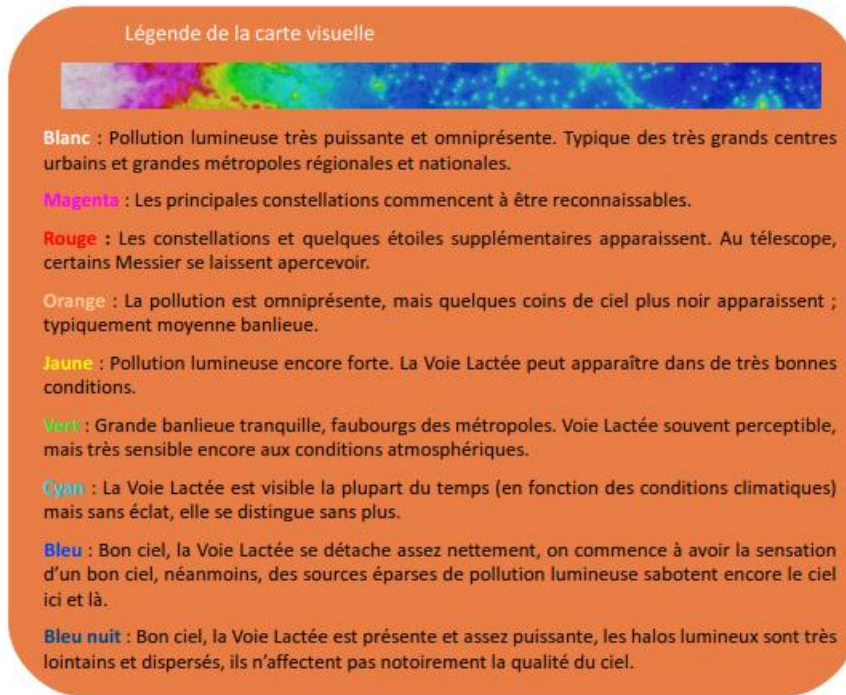 Légende de la carte visuelle
Blanc : Pollution lumineuse très puissante et omniprésente. Typique des très grands centres
urbains et grandes métropoles régionales et nationales.
Magenta : Les principales constellations commencent à être reconnaissables.
Rouge : Les constellations et quelques étoiles supplémentaires apparaissent. Au télescope,
certains Messier se laissent apercevoir.
Orange : La pollution est omniprésente, mais quelques coins de ciel plus noir apparaissent ;
typiquement moyenne banlieue.
Jaune : Pollution lumineuse encore forte. La Voie Lactée peut apparaître dans de très bonnes
conditions.
Vert : Grande banlieue tranquille, faubourgs des métropoles. Voie Lactée souvent perceptible,
mais très sensible encore aux conditions atmosphériques.
Cyan : La Voie Lactée est visible la plupart du temps (en fonction des conditions climatiques)
mais sans éclat, elle se distingue sans plus.
Bleu : Bon ciel, la Voie Lactée se détache assez nettement, on commence à avoir la sensation
d'un bon ciel, néanmoins, des sources éparses de pollution lumineuse sabotent encore le ciel
ici et là.
Bleu nuit : Bon ciel, la Voie Lactée est présente et assez puissante, les halos lumineux sont très
lointains et dispersés, ils n'affectent pas notoirement la qualité du ciel.